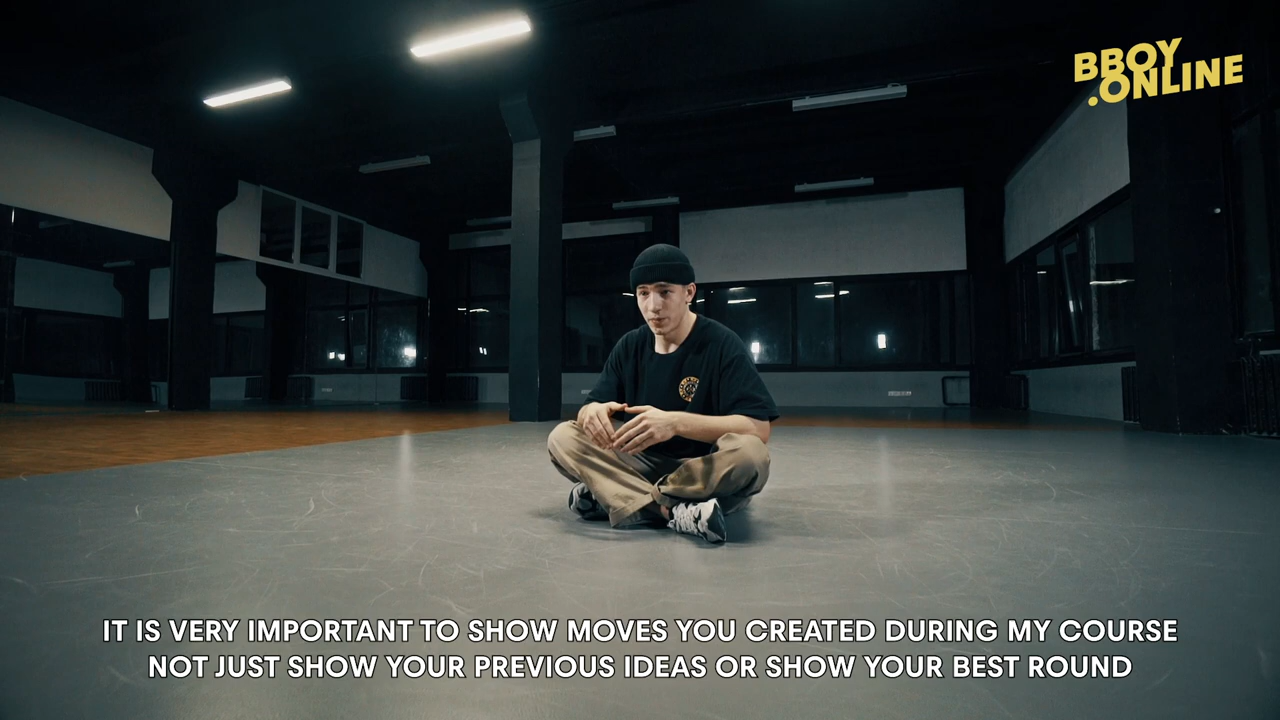 BBOY
.ONLINE
IT IS VERY IMPORTANT TO SHOW MOVES YOU CREATED DURING MY COURSE
NOT JUST SHOW YOUR PREVIOUS IDEAS OR SHOW YOUR BEST ROUND